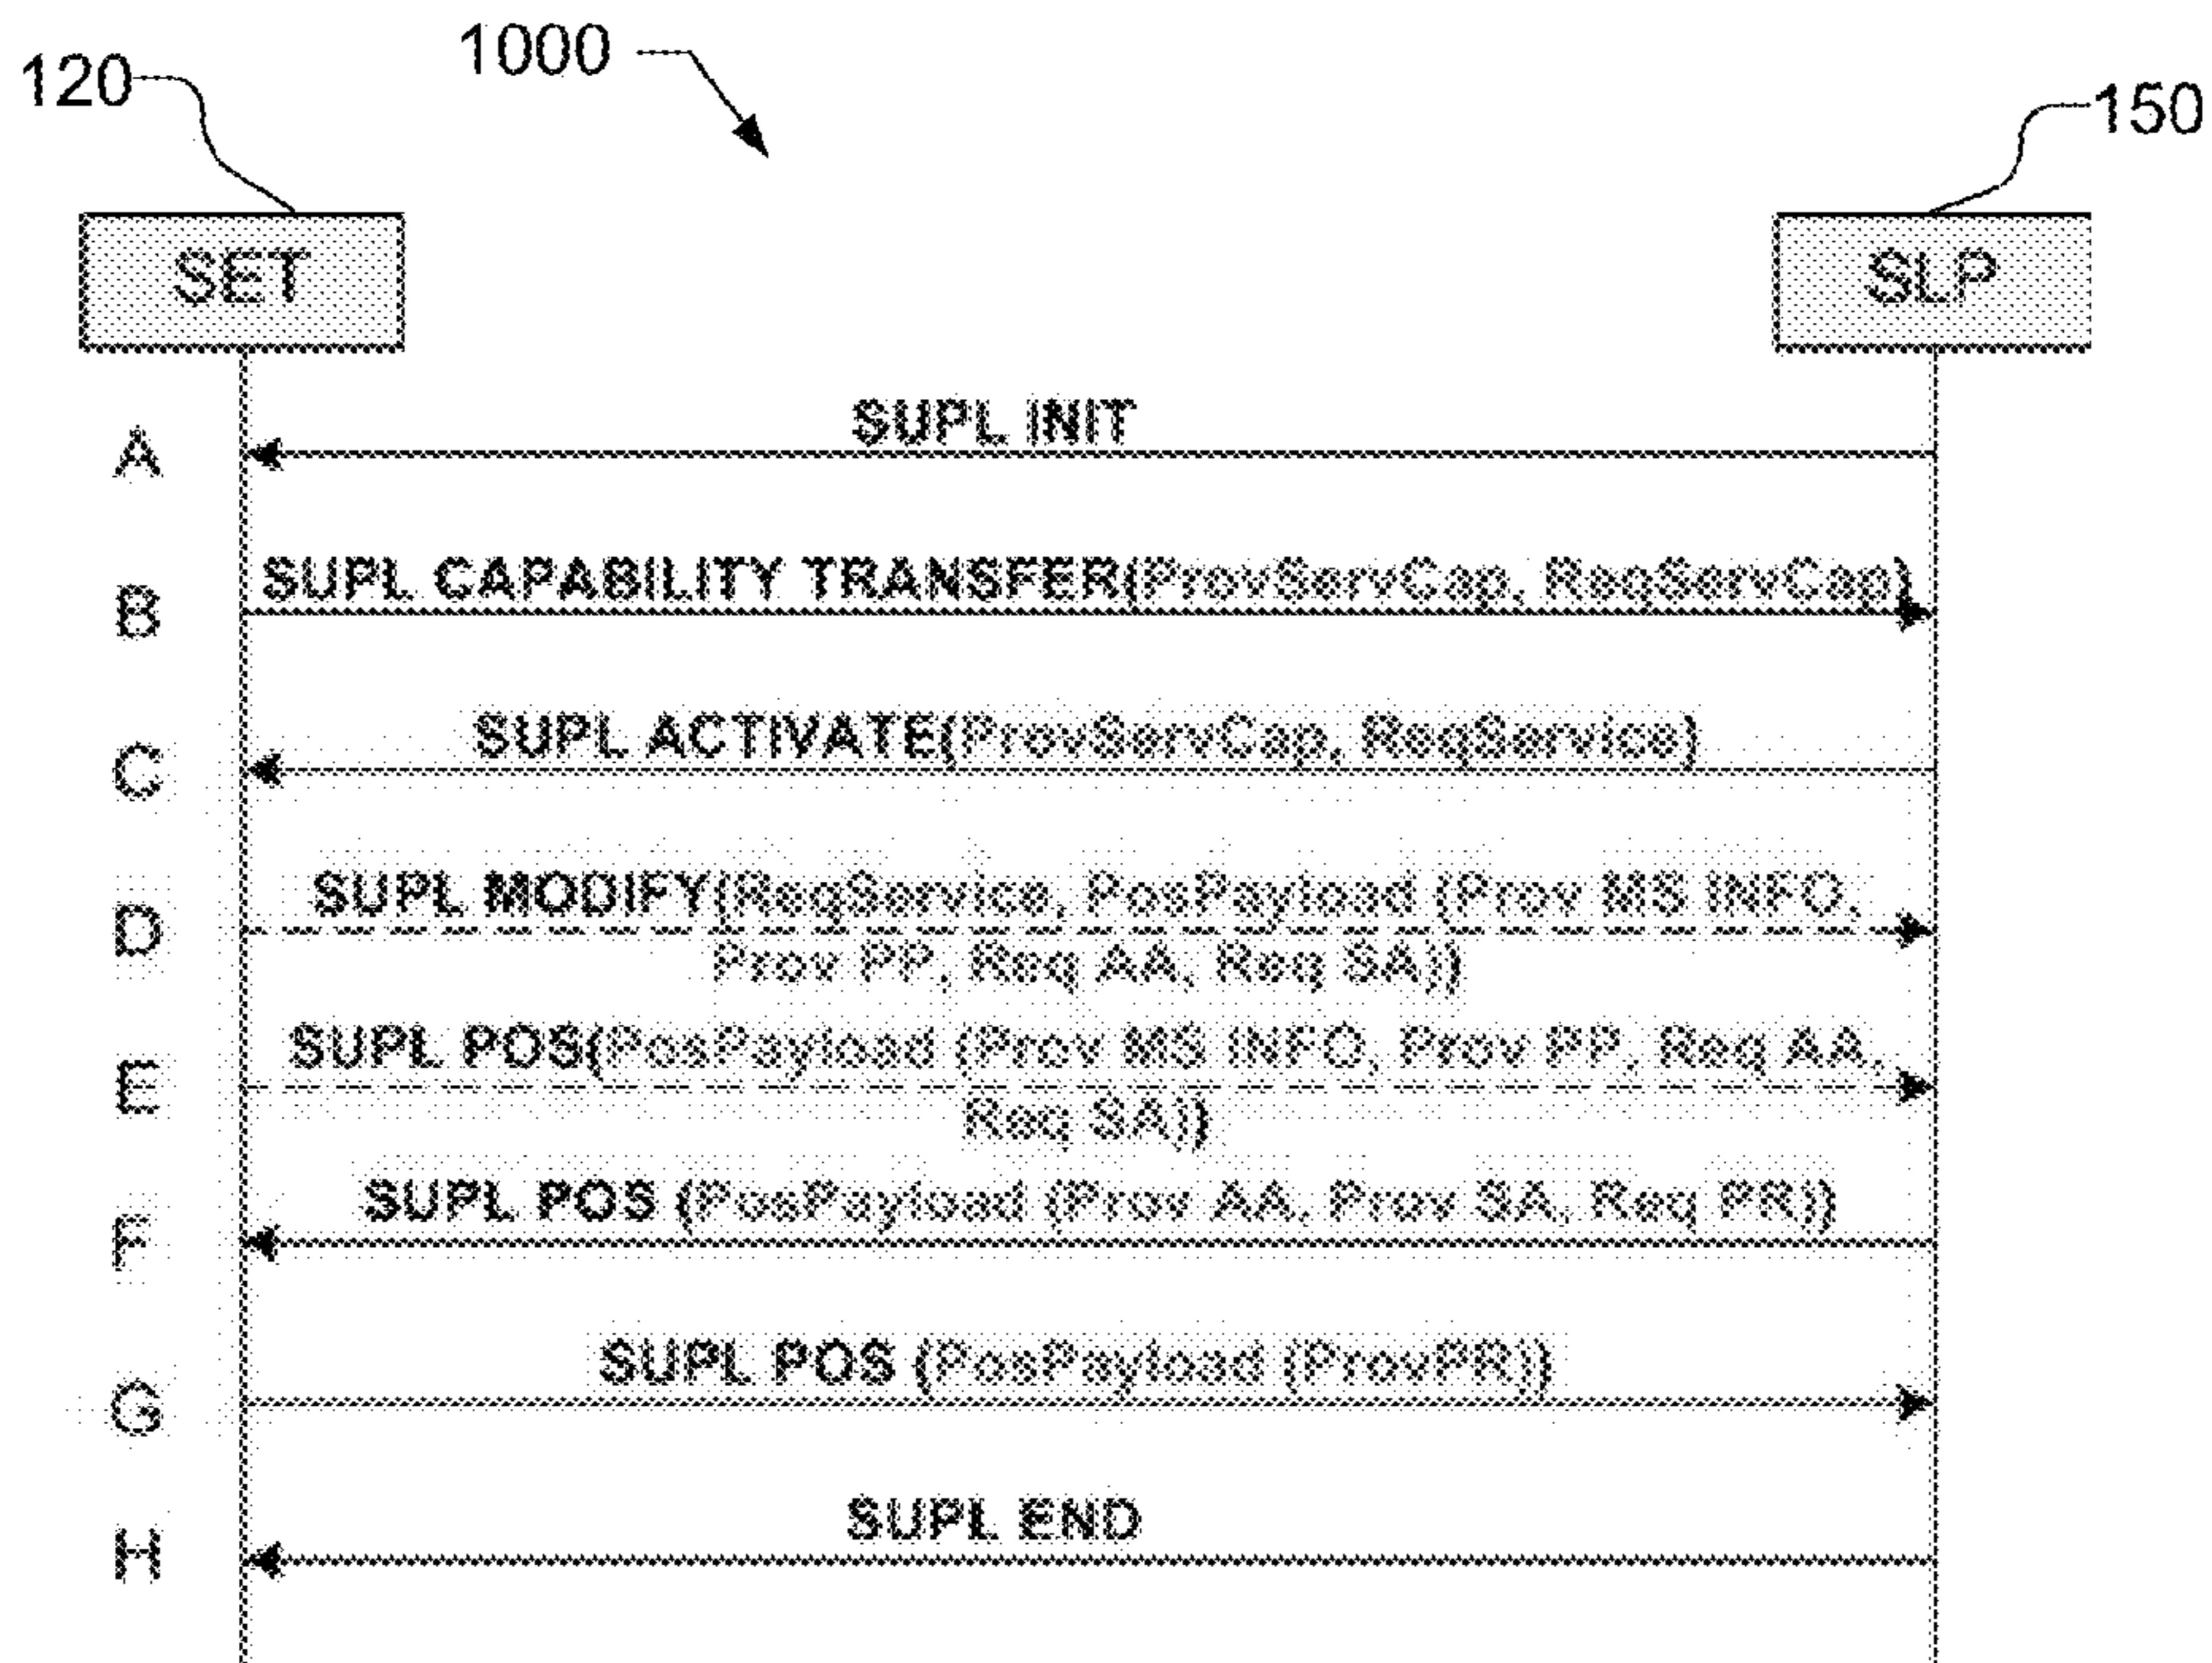 1000
120
150
SET
SLP
A
SUPL INIT
B
SUPL CAPABILITY TRANSFER(ProvServCap, ReqServCap)
C
SUPL ACTIVATE(ProvServCap, ReqService)
D
SUPL MODIFY(ReqService, PosPayload (Prov MS INFO,
Prov PP, Req AA, Req SA))
E
SUPL POS(PosPayload (Prov MS INFO, Prov PP, Req AA,
Req SA))
F
SUPL POS (PosPayload (Prov AA, Prov SA, Req PR))
G
SUPL POS (PosPayload (ProvPR))
H
SUPL END